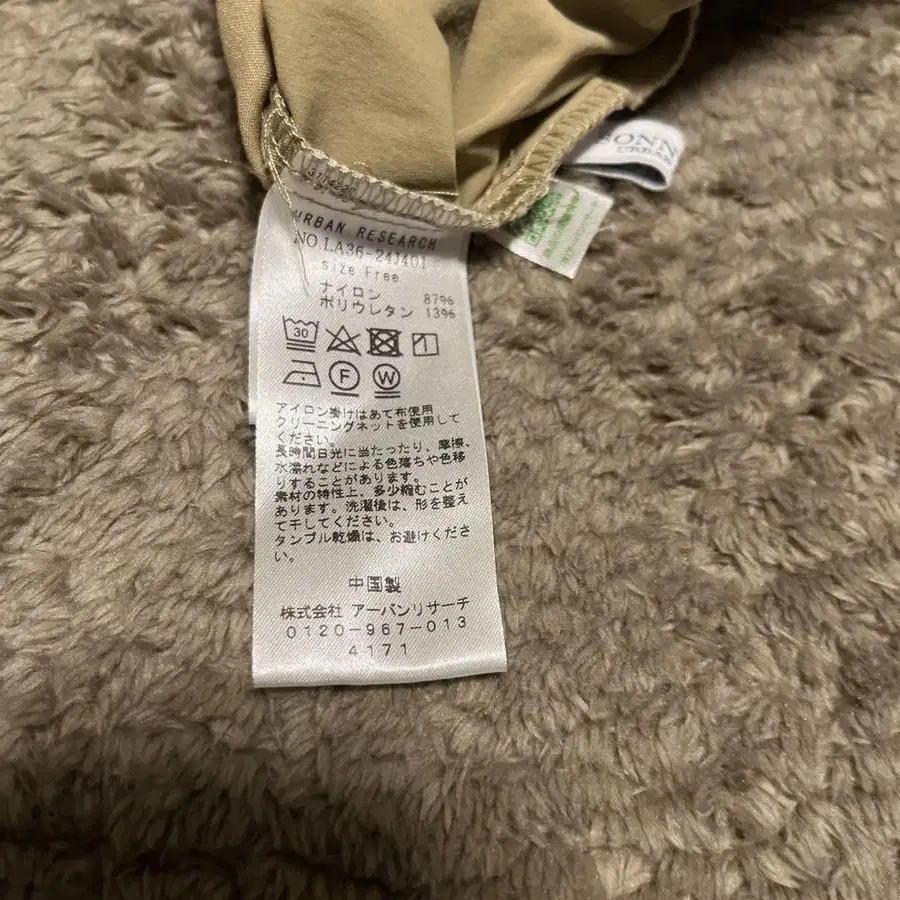 SONN
URBAN
URBAN RESEARCH
NO.LA36-24J401
size Free
ナイロン 87%
ポリウレタン 13%
30
F
W
アイロン掛けはあて布使用
クリーニングネットを使用して
ください。
長時間日光に当たったり、摩擦、
水濡れなどによる色落ちや色移
りすることがあります。
素材の特性上、多少縮むことが
あります。洗濯後は、形を整え
て干してください。
タンブル乾燥は、お避けくださ
い。
中国製
株式会社 アーバンリサーチ
0120-967-013
4171